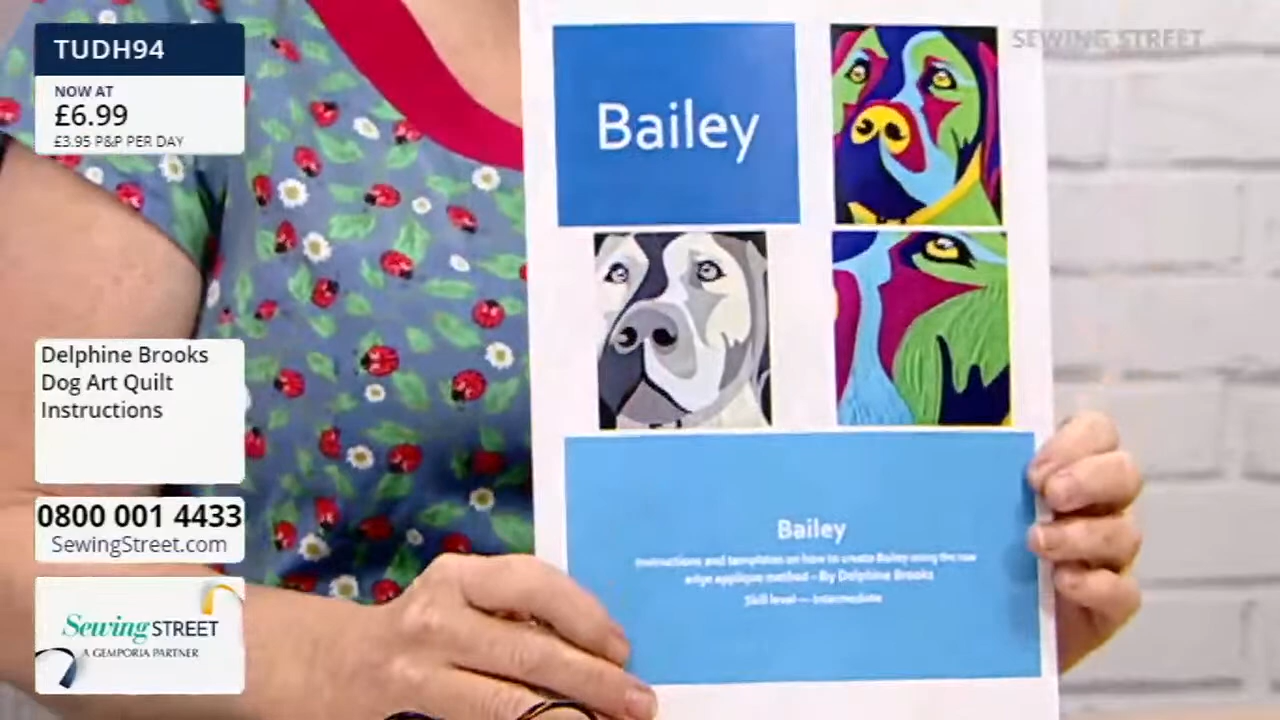 TUDH94
NOW AT
£6.99
£3.95 P&P PER DAY
Delphine Brooks
Dog Art Quilt
Instructions
0800 001 4433
SewingStreet.com
Sewing STREET
A GEMPORIA PARTNER
SEWING STREET
Bailey
Bailey
Instructions and templates on how to create Bailey using the raw
edge applique method - By Delphine Brooks
Skill level — Intermediate